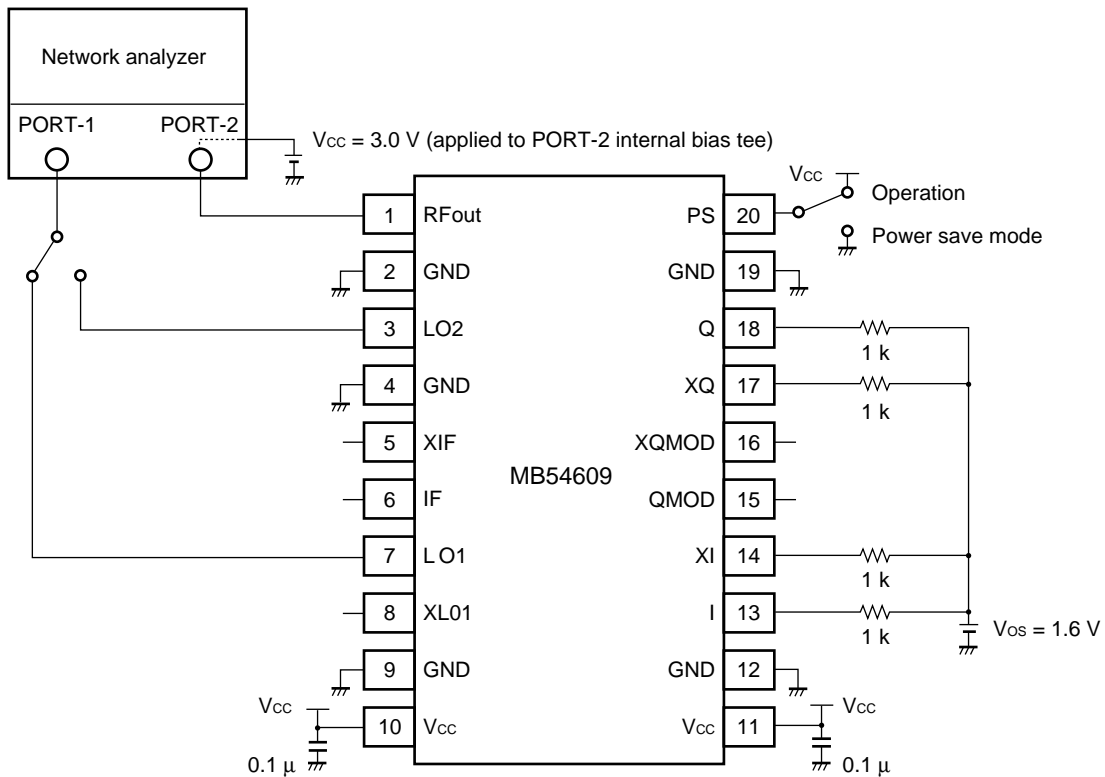 Network analyzer
PORT-1 PORT-2
Vcc = 3.0 V (applied to PORT-2 internal bias tee)
Vcc
Operation
Power save mode
1 RFout PS 20
2 GND GND 19
3 LO2 Q 18
1 k
4 GND XQ 17
1 k
5 XIF XQMOD 16
MB54609
6 IF QMOD 15
7 LO1 XI 14
1 k
8 XL01 I 13
1 k
Vos = 1.6 V
9 GND GND 12
Vcc Vcc
10 Vcc Vcc 11
0.1 µ 0.1 µ